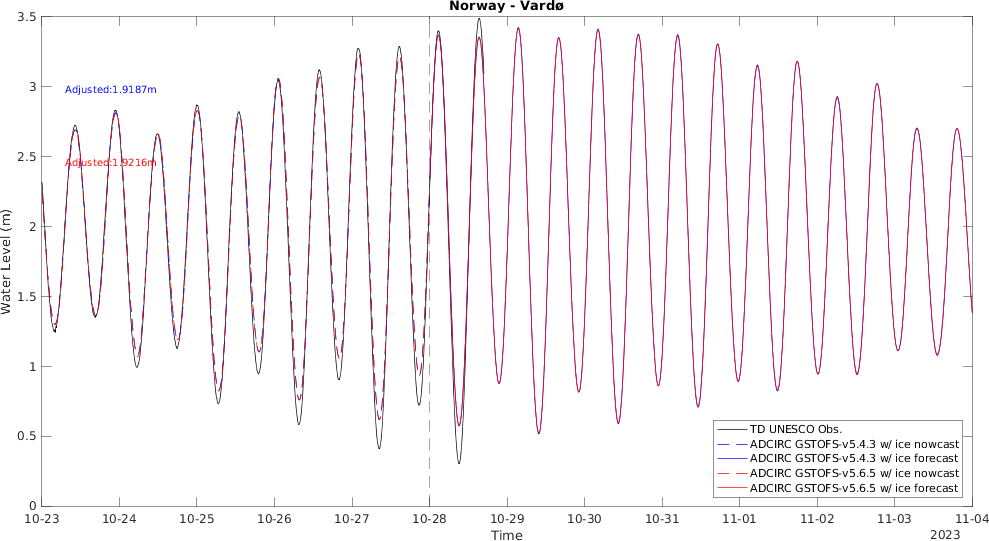 Norway - Vardø
3.5
3
2.5
2
1.5
1
0.5
0
Water Level (m)
Adjusted:1.9187m
Adjusted:1.9216m
TD UNESCO Obs.
ADCIRC GSTOFS-v5.4.3 w/ ice nowcast
ADCIRC GSTOFS-v5.4.3 w/ ice forecast
ADCIRC GSTOFS-v5.6.5 w/ ice nowcast
ADCIRC GSTOFS-v5.6.5 w/ ice forecast
10-23 10-24 10-25 10-26 10-27 10-28 10-29 10-30 10-31 11-01 11-02 11-03 11-04
Time
2023